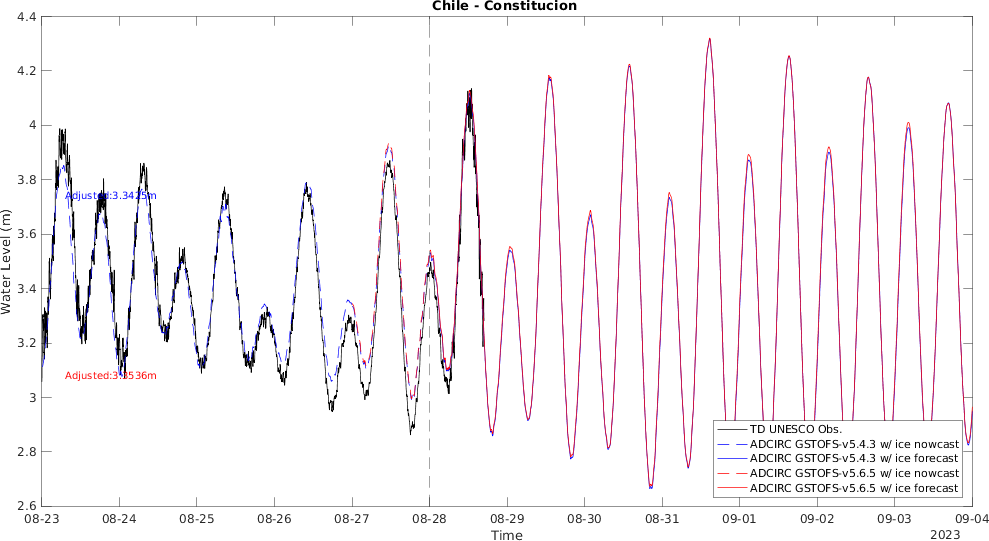 Chile - Constitucion
4.4
4.2
4
3.8
3.6
3.4
3.2
3
2.8
2.6
Water Level (m)
Adjusted:3.3425m
Adjusted:3.3536m
TD UNESCO Obs.
ADCIRC GSTOFS-v5.4.3 w/ ice nowcast
ADCIRC GSTOFS-v5.4.3 w/ ice forecast
ADCIRC GSTOFS-v5.6.5 w/ ice nowcast
ADCIRC GSTOFS-v5.6.5 w/ ice forecast
08-23 08-24 08-25 08-26 08-27 08-28 08-29 08-30 08-31 09-01 09-02 09-03 09-04
Time
2023